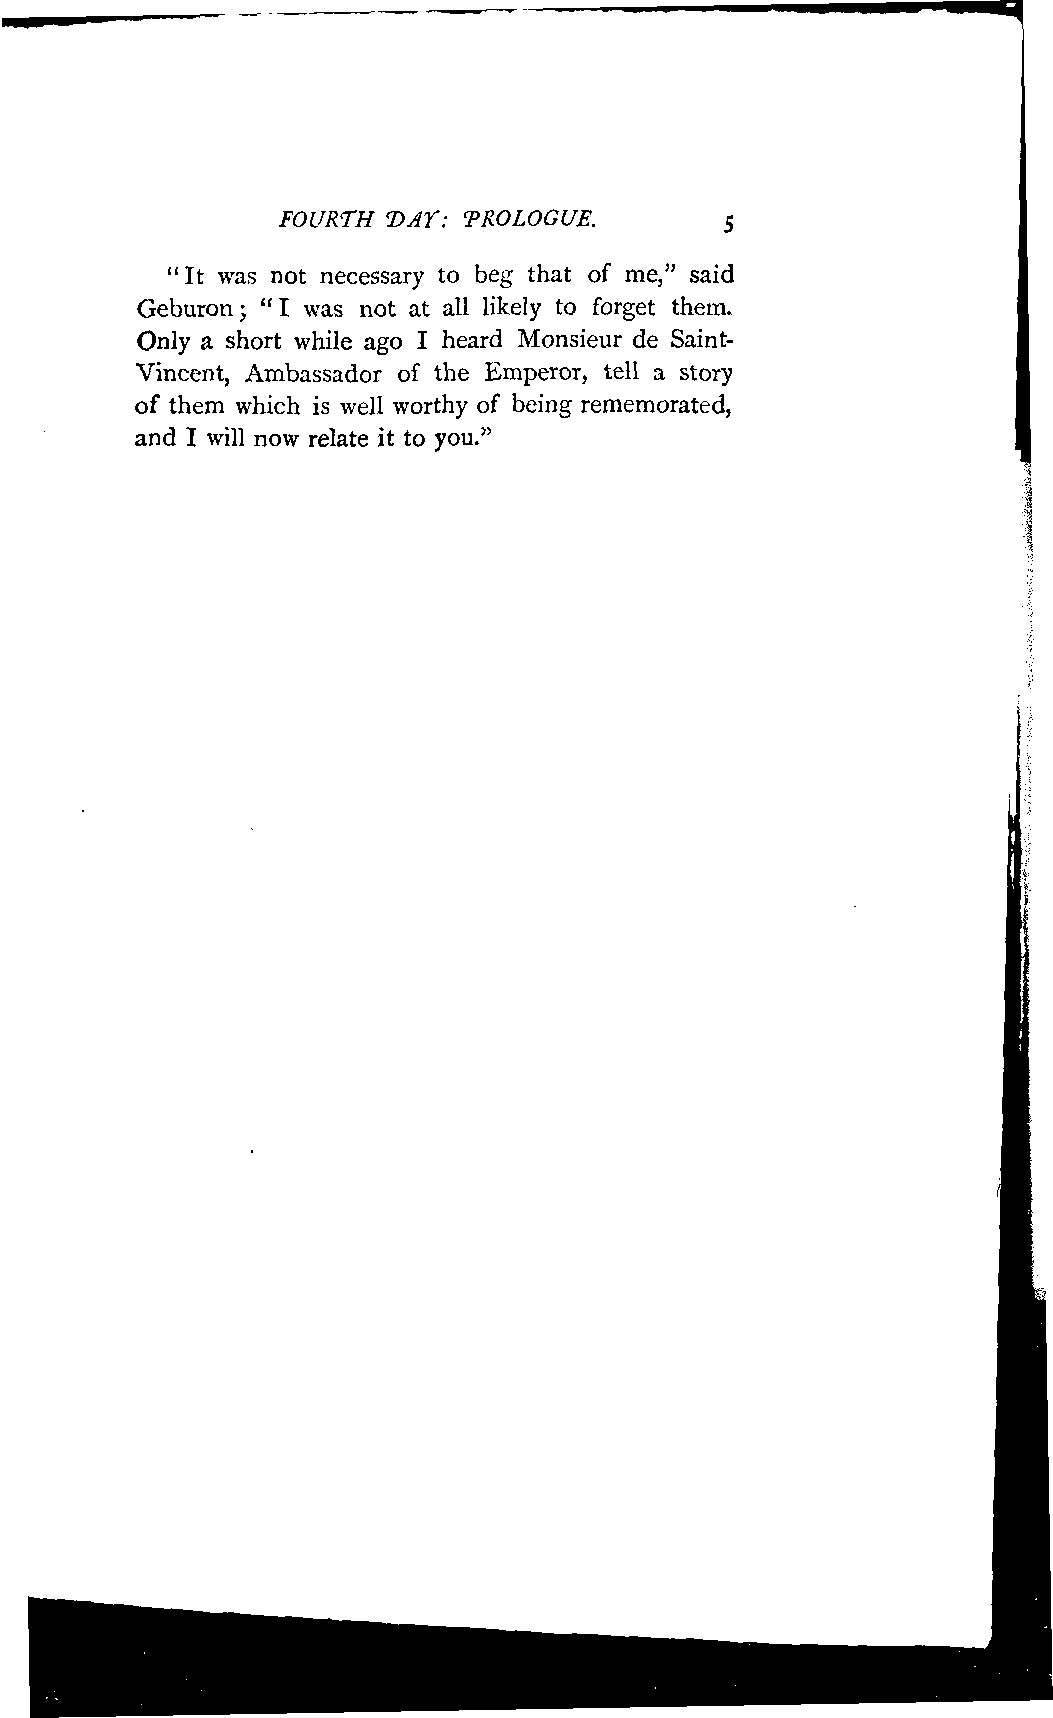 FOURTH DAY: PROLOGUE. 5
"It was not necessary to beg that of me," said
Geburon; "I was not at all likely to forget them.
Only a short while ago I heard Monsieur de Saint-
Vincent, Ambassador of the Emperor, tell a story
of them which is well worthy of being rememorated,
and I will now relate it to you."